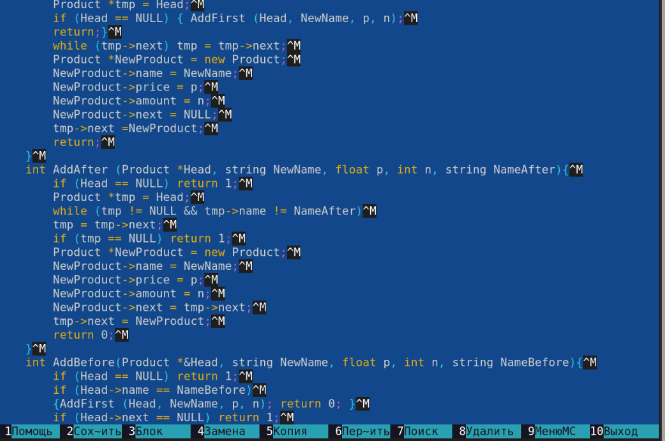 Product *tmp = Head;^M
if (Head == NULL) { AddFirst (Head, NewName, p, n);^M
return;}^M
while (tmp->next) tmp = tmp->next;^M
Product *NewProduct = new Product;^M
NewProduct->name = NewName;^M
NewProduct->price = p;^M
NewProduct->amount = n;^M
NewProduct->next = NULL;^M
tmp->next =NewProduct;^M
return;^M
}^M
int AddAfter (Product *Head, string NewName, float p, int n, string NameAfter){^M
if (Head == NULL) return 1;^M
Product *tmp = Head;^M
while (tmp != NULL && tmp->name != NameAfter)^M
tmp = tmp->next;^M
if (tmp == NULL) return 1;^M
Product *NewProduct = new Product;^M
NewProduct->name = NewName;^M
NewProduct->price = p;^M
NewProduct->amount = n;^M
NewProduct->next = tmp->next;^M
tmp->next = NewProduct;^M
return 0;^M
}^M
int AddBefore(Product *&Head, string NewName, float p, int n, string NameBefore){^M
if (Head == NULL) return 1;^M
if (Head->name == NameBefore)^M
{AddFirst (Head, NewName, p, n); return 0; }^M
if (Head->next == NULL) return 1;^M
1Помощь 2Сох~ить 3Блок 4Замена 5Копия 6Пер~ить 7Поиск 8Удалить 9МенюМС 10Выход